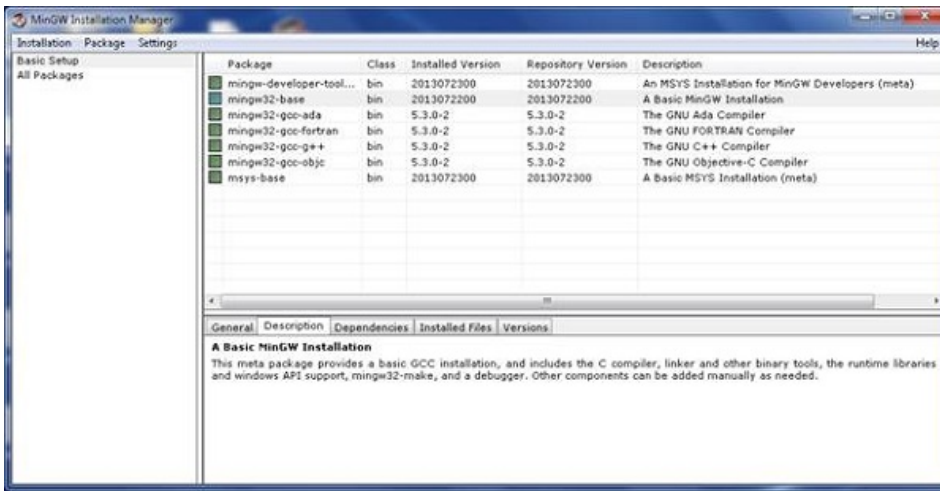 MinGW Installation Manager
Installation Package Settings Help
Basic Setup
All Packages
Package Class Installed Version Repository Version Description
mingw-developer-tool... bin 2013072300 2013072300 An MSYS Installation for MinGW Developers (meta)
mingw32-base bin 2013072200 2013072200 A Basic MinGW Installation
mingw32-gcc-ada bin 5.3.0-2 5.3.0-2 The GNU Ada Compiler
mingw32-gcc-fortran bin 5.3.0-2 5.3.0-2 The GNU FORTRAN Compiler
mingw32-gcc-g++ bin 5.3.0-2 5.3.0-2 The GNU C++ Compiler
mingw32-gcc-objc bin 5.3.0-2 5.3.0-2 The GNU Objective-C Compiler
msys-base bin 2013072300 2013072300 A Basic MSYS Installation (meta)
General Description Dependencies Installed Files Versions
A Basic MinGW Installation
This meta package provides a basic GCC installation, and includes the C compiler, linker and other binary tools, the runtime libraries
and windows API support, mingw32-make, and a debugger. Other components can be added manually as needed.